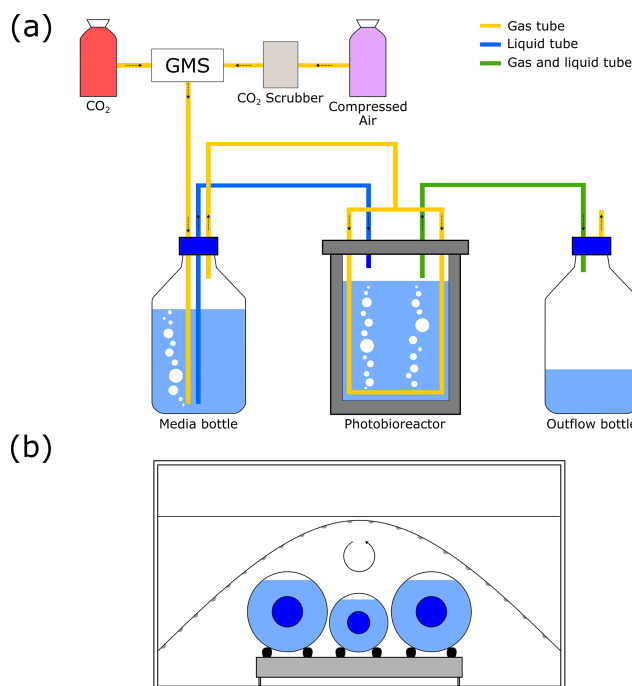 (a)
Gas tube
Liquid tube
Gas and liquid tube
GMS
CO2
CO2 Scrubber
Compressed
Air
Media bottle
Photobioreactor
Outflow bottle
(b)